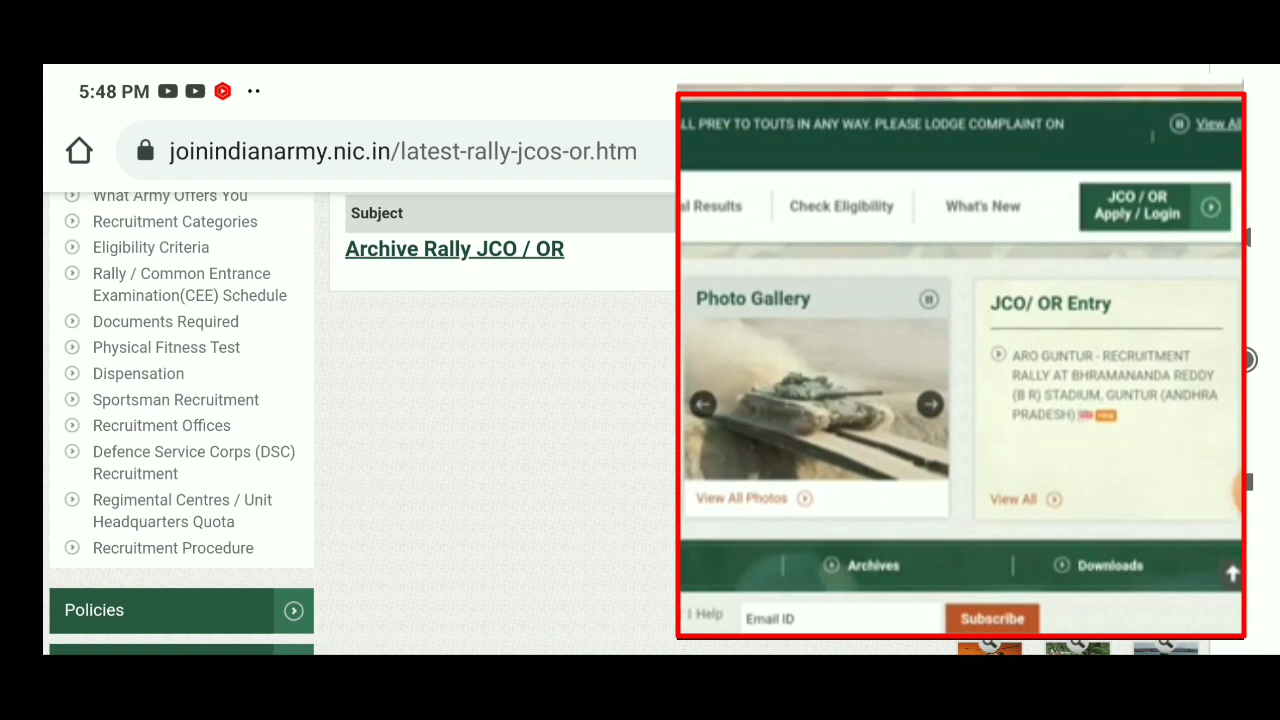 5:48 PM
joinindianarmy.nic.in/latest-rally-jcos-or.htm
What Army Offers You
Recruitment Categories
Eligibility Criteria
Rally / Common Entrance
Examination(CEE) Schedule
Documents Required
Physical Fitness Test
Dispensation
Sportsman Recruitment
Recruitment Offices
Defence Service Corps (DSC)
Recruitment
Regimental Centres / Unit
Headquarters Quota
Recruitment Procedure
Policies
Subject
Archive Rally JCO / OR
LL PREY TO TOUTS IN ANY WAY. PLEASE LODGE COMPLAINT ON
View All
al Results
Check Eligibility
What's New
JCO / OR
Apply / Login
Photo Gallery
View All Photos
JCO/ OR Entry
ARO GUNTUR - RECRUITMENT
RALLY AT BHRAMANANDA REDDY
(B R) STADIUM, GUNTUR (ANDHRA
PRADESH)
View All
Archives
Downloads
| Help
Email ID
Subscribe